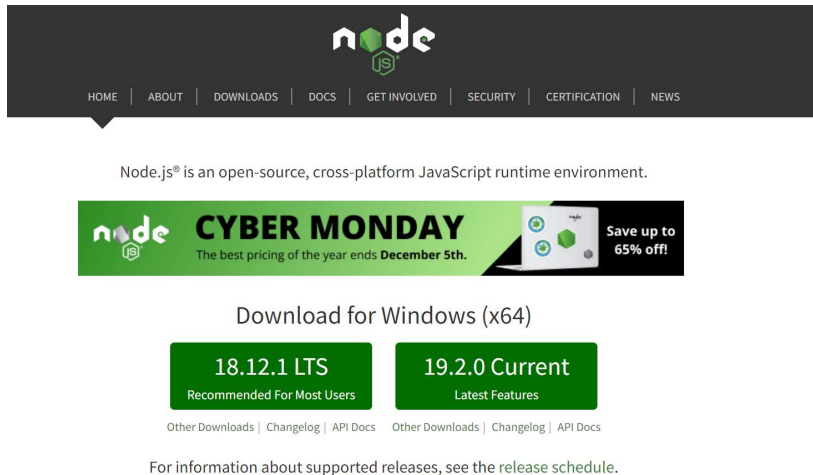 node
JS
HOME | ABOUT | DOWNLOADS | DOCS | GET INVOLVED | SECURITY | CERTIFICATION | NEWS
Node.js® is an open-source, cross-platform JavaScript runtime environment.
node
JS
CYBER MONDAY
The best pricing of the year ends December 5th.
node
Save up to
65% off!
Download for Windows (x64)
18.12.1 LTS
Recommended For Most Users
19.2.0 Current
Latest Features
Other Downloads | Changelog | API Docs
Other Downloads | Changelog | API Docs
For information about supported releases, see the release schedule.